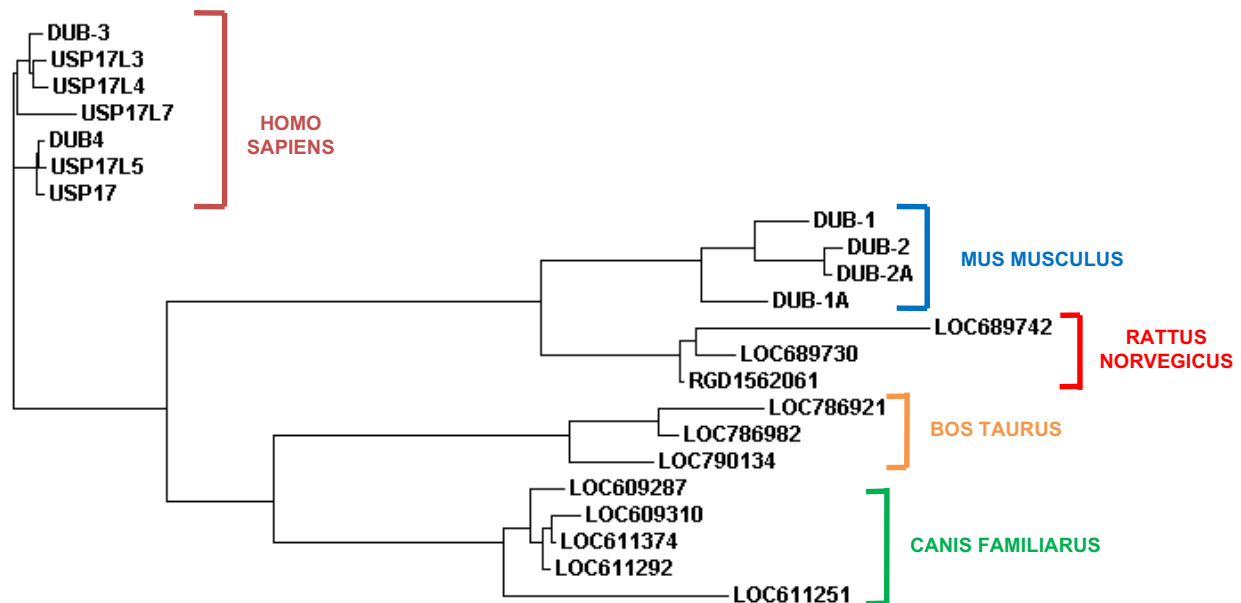 DUB-3
USP17L3
USP17L4
USP17L7
DUB4
USP17L5
USP17
HOMO
SAPIENS
DUB-1
DUB-2
DUB-2A
DUB-1A
MUS MUSCULUS
LOC689742
LOC689730
RGD1562061
RATTUS
NORVEGICUS
LOC786921
LOC786982
LOC790134
BOS TAURUS
LOC609287
LOC609310
LOC611374
LOC611292
LOC611251
CANIS FAMILIARUS